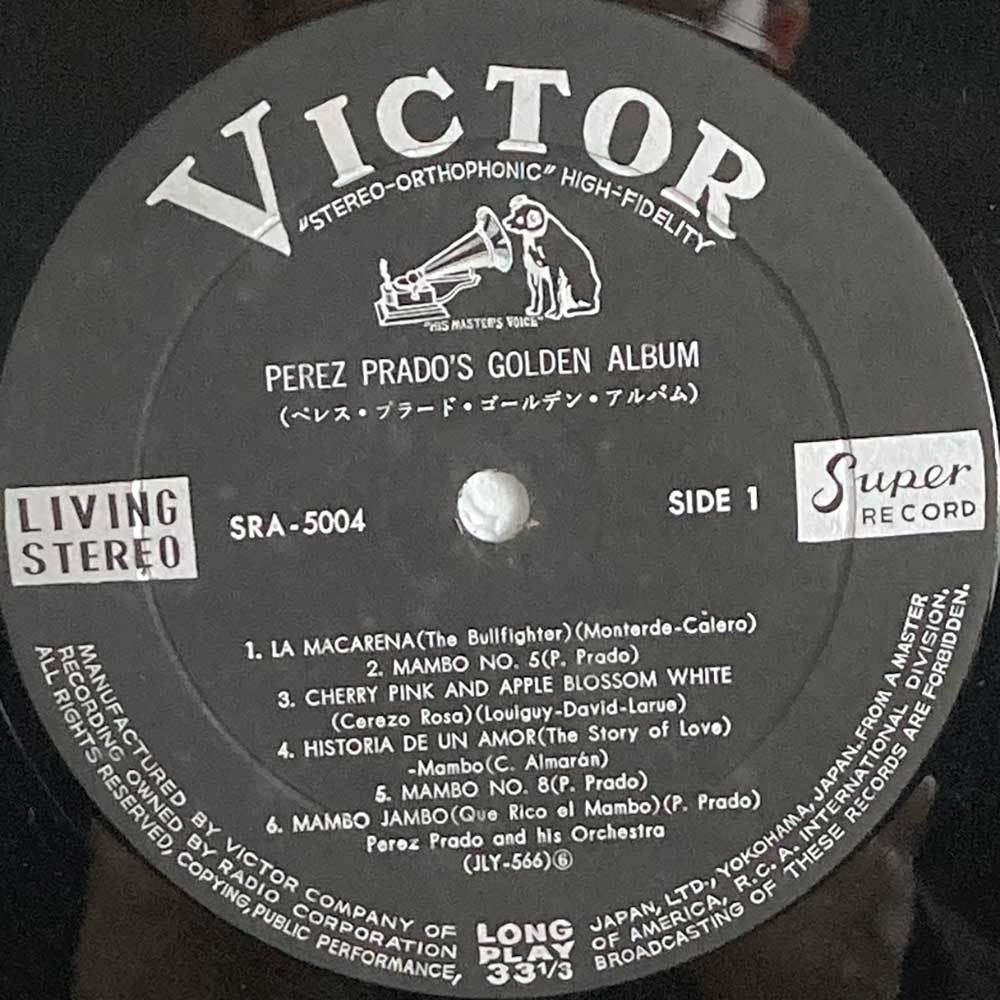 VICTOR
"STEREO-ORTHOPHONIC" HIGH-FIDELITY
"HIS MASTER'S VOICE"
PEREZ PRADO'S GOLDEN ALBUM
(ペレス・プラード・ゴールデン・アルバム)
LIVING
STEREO
SRA-5004
SIDE 1
Super
RECORD
1. LA MACARENA(The Bullfighter)(Monterde-Càlero)
2. MAMBO NO. 5(P. Prado)
3. CHERRY PINK AND APPLE BLOSSOM WHITE
(Cerezo Rosa)(Louiguy-David-Larue)
4. HISTORIA DE UN AMOR(The Story of Love)
-Mambo(C. Almarán)
5. MAMBO NO. 8(P. Prado)
6. MAMBO JAMBO(Que Rico el Mambo)(P. Prado)
Perez Prado and his Orchestra
(JLY-566)⑥
MANUFACTURED BY VICTOR COMPANY OF JAPAN, LTD., YOKOHAMA, JAPAN. FROM A MASTER
RECORDING OWNED BY RADIO CORPORATION OF AMERICA, R.C.A. INTERNATIONAL DIVISION.
ALL RIGHTS RESERVED, COPYING, PUBLIC PERFORMANCE, BROADCASTING OF THESE RECORDS ARE FORBIDDEN.
LONG
PLAY
33 1/3